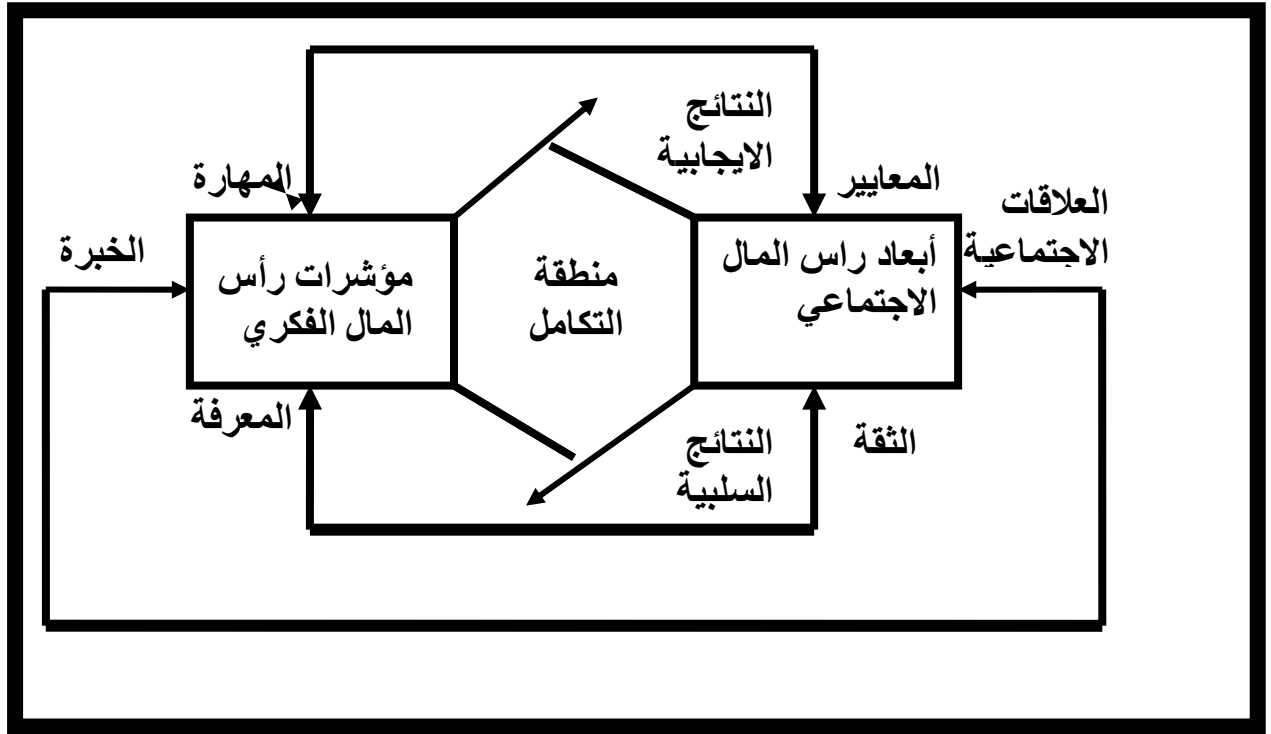 النتائج
الايجابية
المهارة
المعايير
العلاقات
الاجتماعية
الخبرة
أبعاد راس المال
الاجتماعي
منطقة
التكامل
مؤشرات رأس
المال الفكري
المعرفة
الثقة
النتائج
السلبية